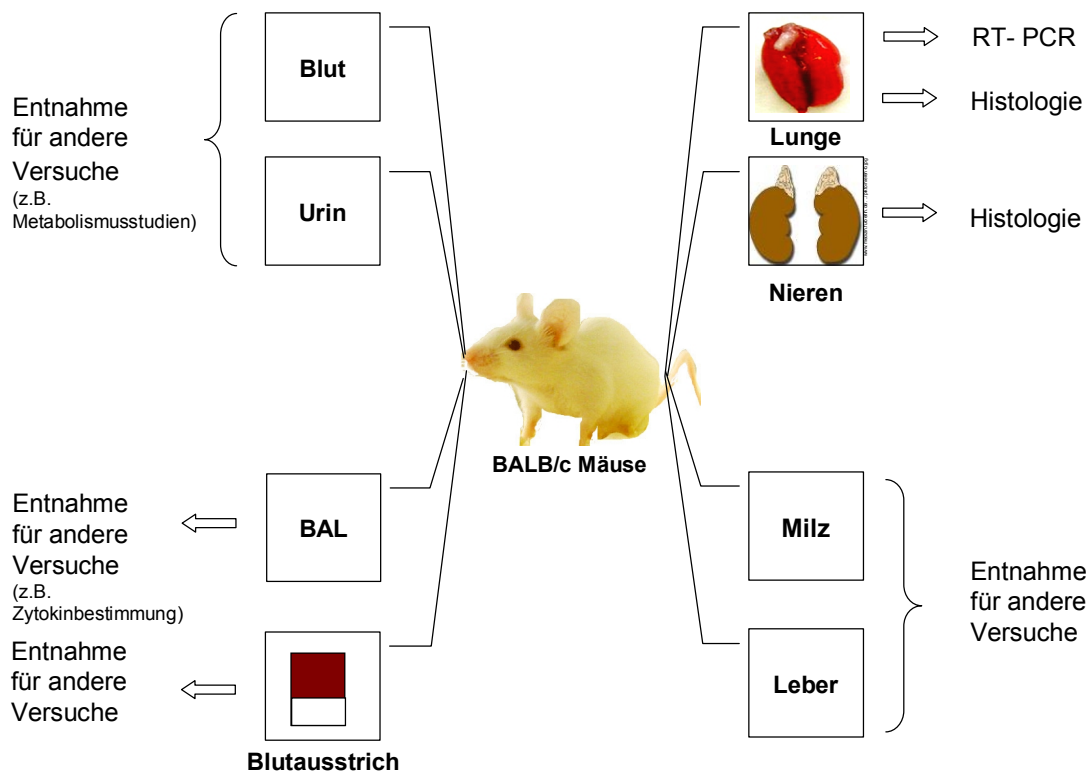 Blut
Entnahme
für andere
Versuche
(z.B.
Metabolismusstudien)
Urin
RT- PCR
Histologie
Lunge
Histologie
Nieren
BALB/c Mäuse
Entnahme
für andere
Versuche
(z.B.
Zytokinbestimmung)
BAL
Entnahme
für andere
Versuche
Blutausstrich
Milz
Leber
Entnahme
für andere
Versuche